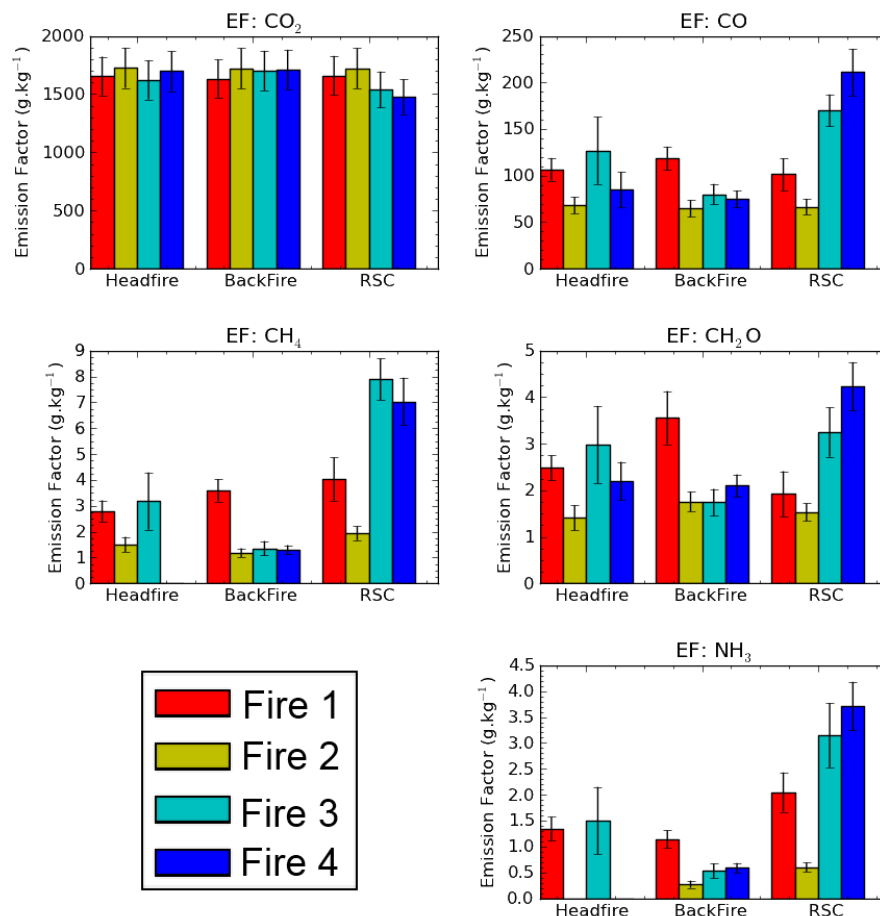 EF: CO₂
2000
1500
1000
500
0
Emission Factor (g.kg⁻¹)
Headfire BackFire RSC
EF: CO
250
200
150
100
50
0
Emission Factor (g.kg⁻¹)
Headfire BackFire RSC
EF: CH₄
9
8
7
6
5
4
3
2
1
0
Emission Factor (g.kg⁻¹)
Headfire BackFire RSC
EF: CH₂O
5
4
3
2
1
0
Emission Factor (g.kg⁻¹)
Headfire BackFire RSC
Fire 1
Fire 2
Fire 3
Fire 4
EF: NH₃
4.5
4.0
3.5
3.0
2.5
2.0
1.5
1.0
0.5
0.0
Emission Factor (g.kg⁻¹)
Headfire BackFire RSC